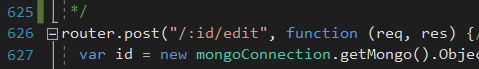 625 */
626 router.post("/:id/edit", function (req, res) {/
627 var id = new mongoConnection.getMongo().Objec